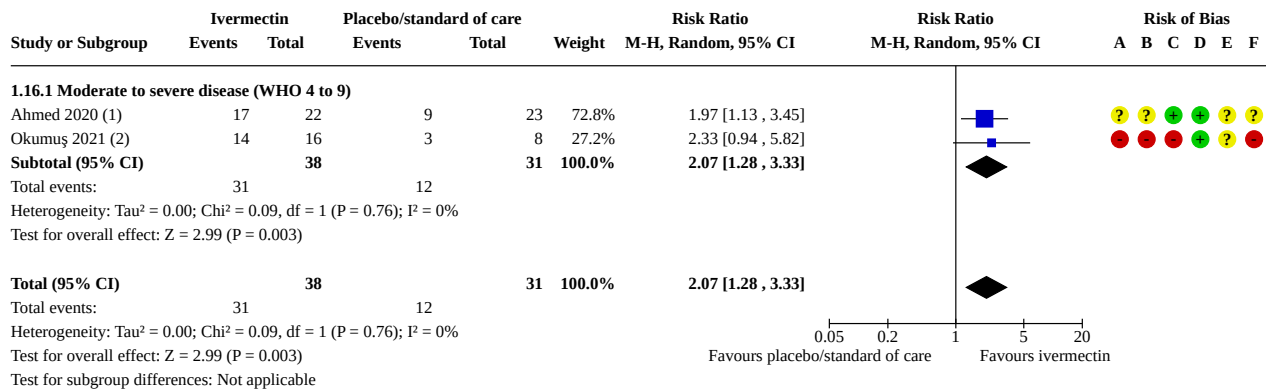 Ivermectin Placebo/standard of care Risk Ratio Risk Ratio Risk of Bias
Study or Subgroup Events Total Events Total Weight M-H, Random, 95% CI M-H, Random, 95% CI A B C D E F
1.16.1 Moderate to severe disease (WHO 4 to 9)
Ahmed 2020 (1) 17 22 9 23 72.8% 1.97 [1.13 , 3.45] ? ? + + ? ?
Okumuş 2021 (2) 14 16 3 8 27.2% 2.33 [0.94 , 5.82] - - - + ? -
Subtotal (95% CI) 38 31 100.0% 2.07 [1.28 , 3.33]
Total events: 31 12
Heterogeneity: Tau² = 0.00; Chi² = 0.09, df = 1 (P = 0.76); I² = 0%
Test for overall effect: Z = 2.99 (P = 0.003)
Total (95% CI) 38 31 100.0% 2.07 [1.28 , 3.33]
Total events: 31 12
Heterogeneity: Tau² = 0.00; Chi² = 0.09, df = 1 (P = 0.76); I² = 0%
0.05 0.2 1 5 20
Test for overall effect: Z = 2.99 (P = 0.003) Favours placebo/standard of care Favours ivermectin
Test for subgroup differences: Not applicable